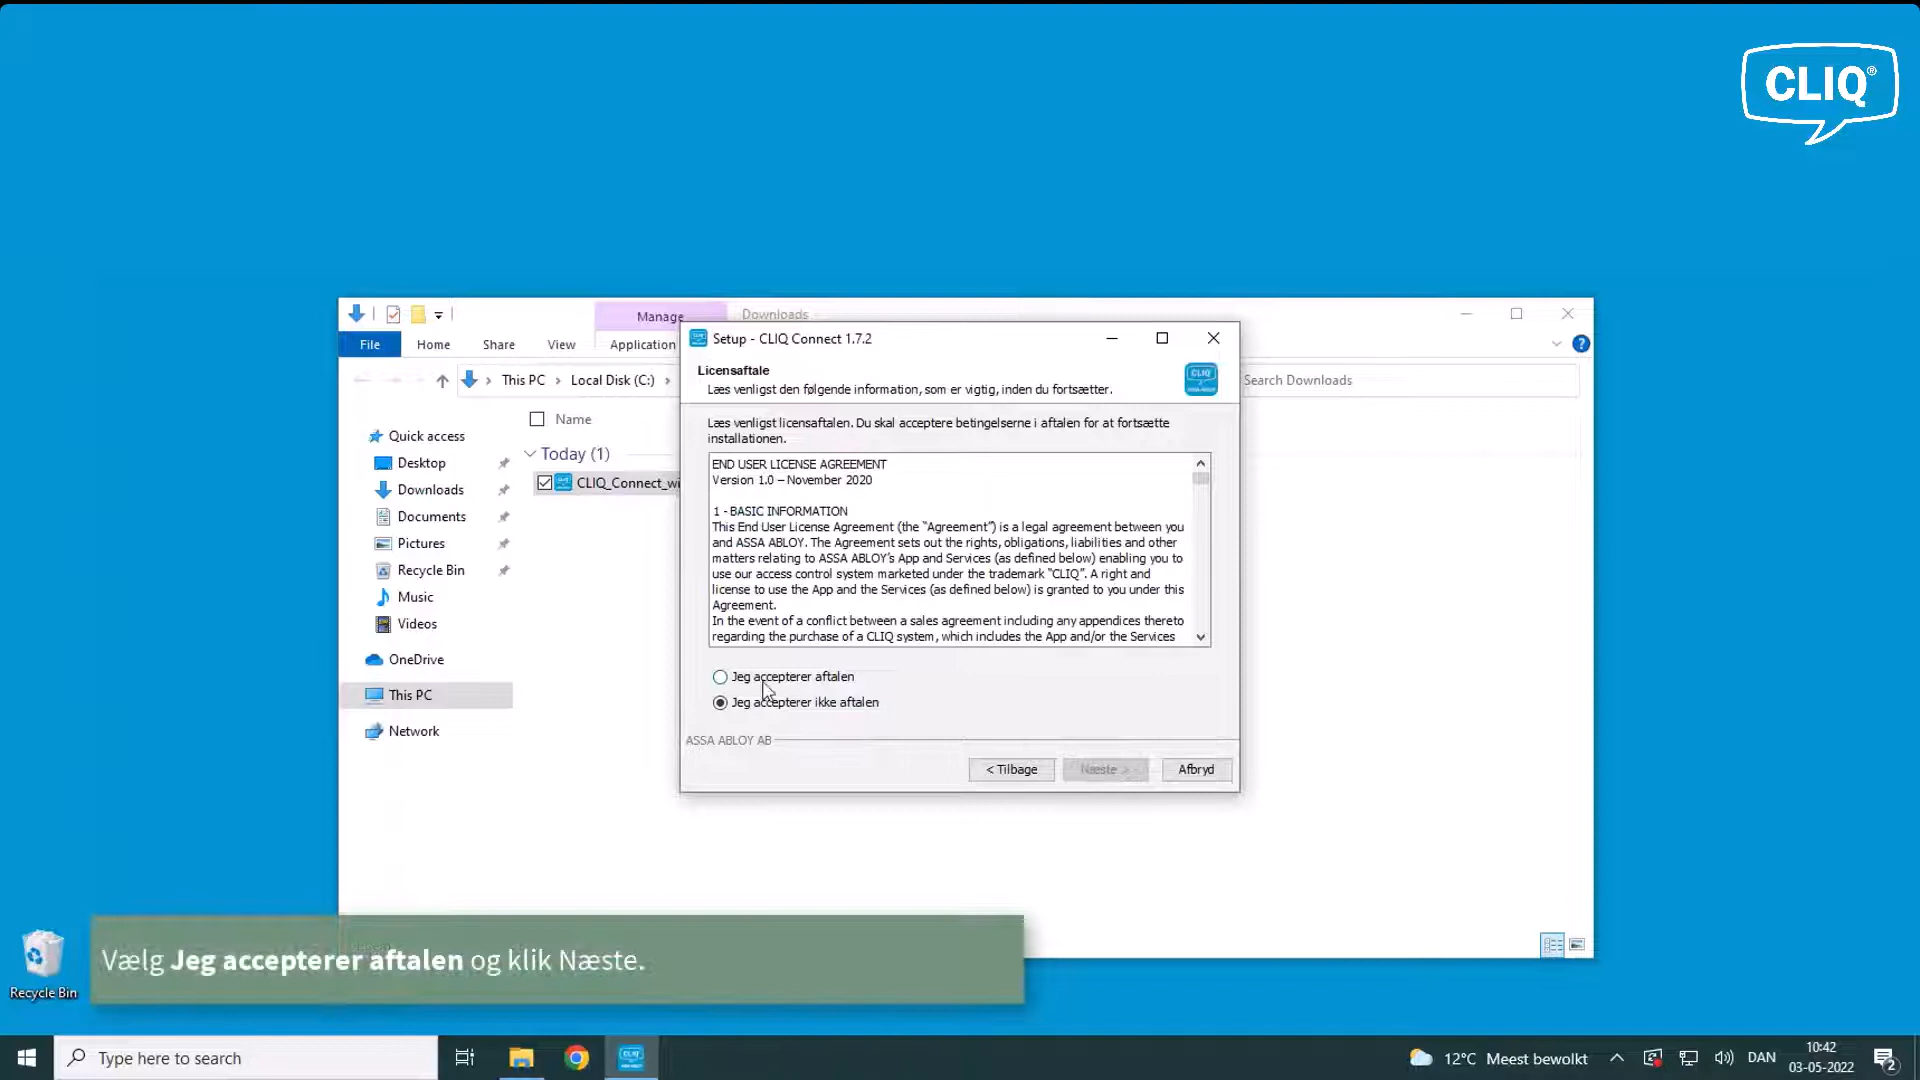 CLIQ®
Manage
Downloads
File
Home
Share
View
Application
This PC
Local Disk (C:)
Search Downloads
Name
Today (1)
CLIQ_Connect_wi
Quick access
Desktop
Downloads
Documents
Pictures
Recycle Bin
Music
Videos
OneDrive
This PC
Network
Setup - CLIQ Connect 1.7.2
Licensaftale
Læs venligst den følgende information, som er vigtig, inden du fortsætter.
CLIQ
ASSA ABLOY
Læs venligst licensaftalen. Du skal acceptere betingelserne i aftalen for at fortsætte
installationen.
END USER LICENSE AGREEMENT
Version 1.0 – November 2020
1 - BASIC INFORMATION
This End User License Agreement (the “Agreement”) is a legal agreement between you
and ASSA ABLOY. The Agreement sets out the rights, obligations, liabilities and other
matters relating to ASSA ABLOY’s App and Services (as defined below) enabling you to
use our access control system marketed under the trademark “CLIQ”. A right and
license to use the App and the Services (as defined below) is granted to you under this
Agreement.
In the event of a conflict between a sales agreement including any appendices thereto
regarding the purchase of a CLIQ system, which includes the App and/or the Services
Jeg accepterer aftalen
Jeg accepterer ikke aftalen
ASSA ABLOY AB
< Tilbage
Næste >
Afbryd
Vælg Jeg accepterer aftalen og klik Næste.
Recycle Bin
Type here to search
CLIQ
12°C Meest bewolkt
DAN
10:42
03-05-2022
2